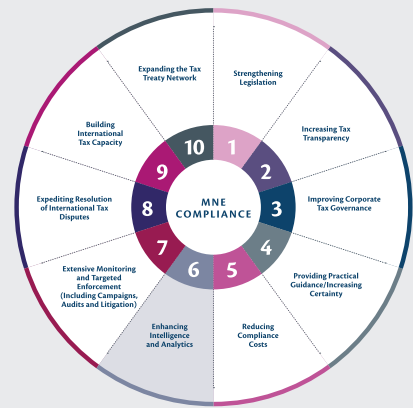 Expanding the Tax
Treaty Network
Strengthening
Legislation
Building
International
Tax Capacity
Increasing Tax
Transparency
10
1
9
2
Expediting Resolution
of International Tax
Disputes
8
MNE
COMPLIANCE
3
Improving Corporate
Tax Governance
7
4
6
5
Extensive Monitoring
and Targeted
Enforcement
(Including Campaigns,
Audits and Litigation)
Providing Practical
Guidance/Increasing
Certainty
Enhancing
Intelligence
and Analytics
Reducing
Compliance
Costs